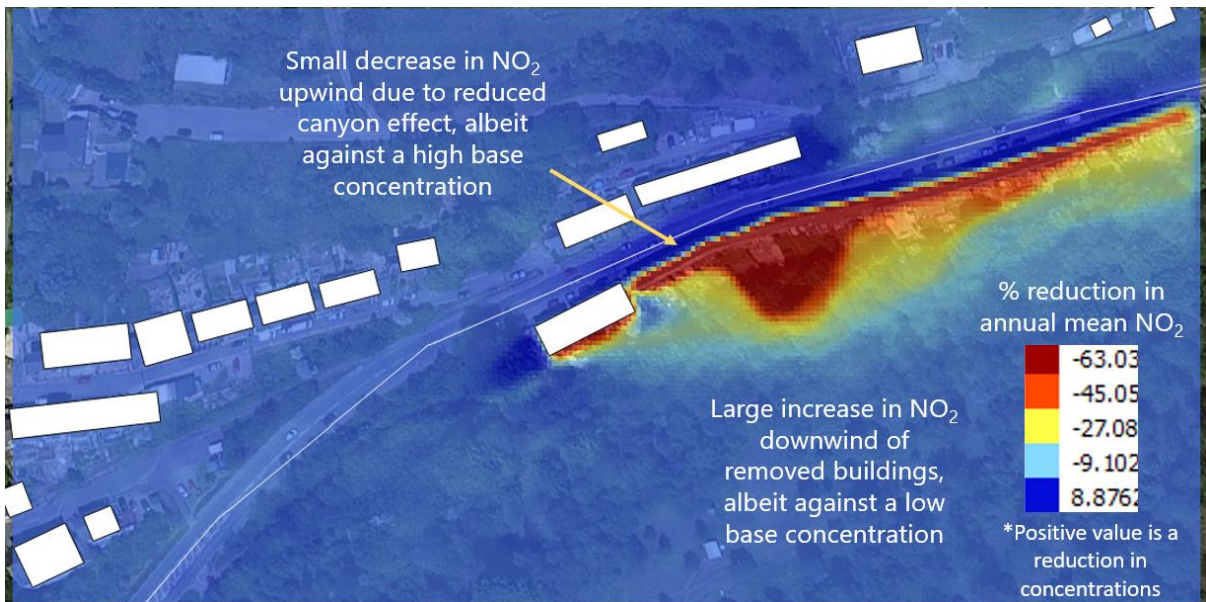 Small decrease in NO₂
upwind due to reduced
canyon effect, albeit
against a high base
concentration
Large increase in NO₂
downwind of
removed buildings,
albeit against a low
base concentration
% reduction in
annual mean NO₂
-63.03
-45.05
-27.08
-9.102
8.8762
*Positive value is a
reduction in
concentrations